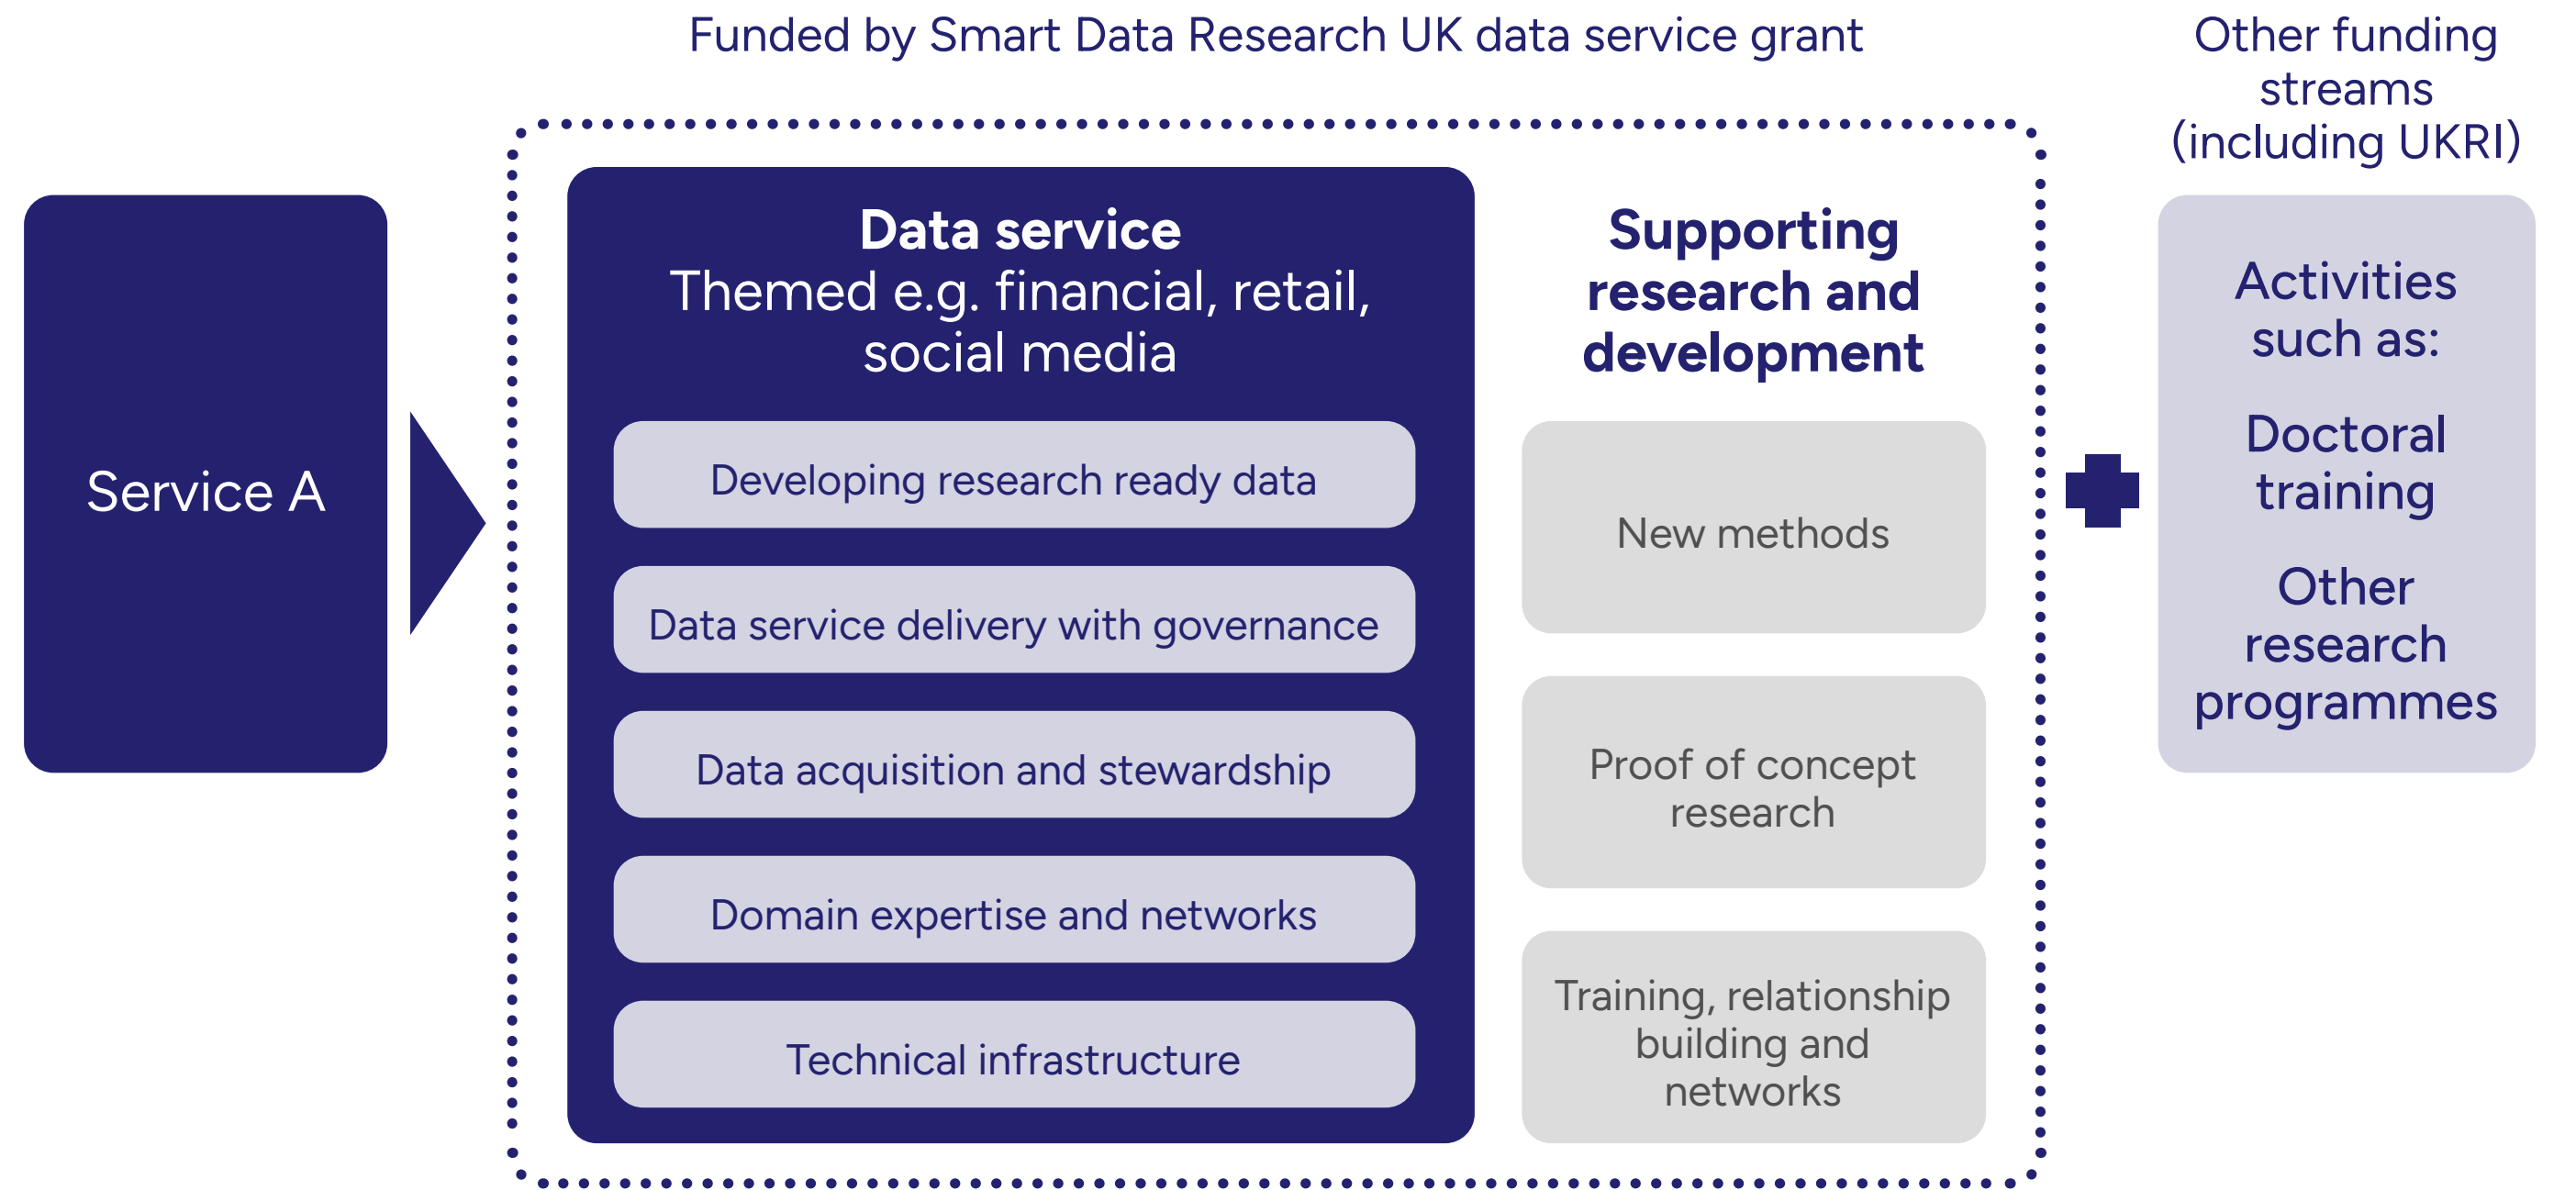 Funded by Smart Data Research UK data service grant
Other funding
streams
(including UKRI)
Service A
Data service
Themed e.g. financial, retail,
social media
Developing research ready data
Data service delivery with governance
Data acquisition and stewardship
Domain expertise and networks
Technical infrastructure
Supporting
research and
development
New methods
Proof of concept
research
Training, relationship
building and
networks
Activities
such as:
Doctoral
training
Other
research
programmes